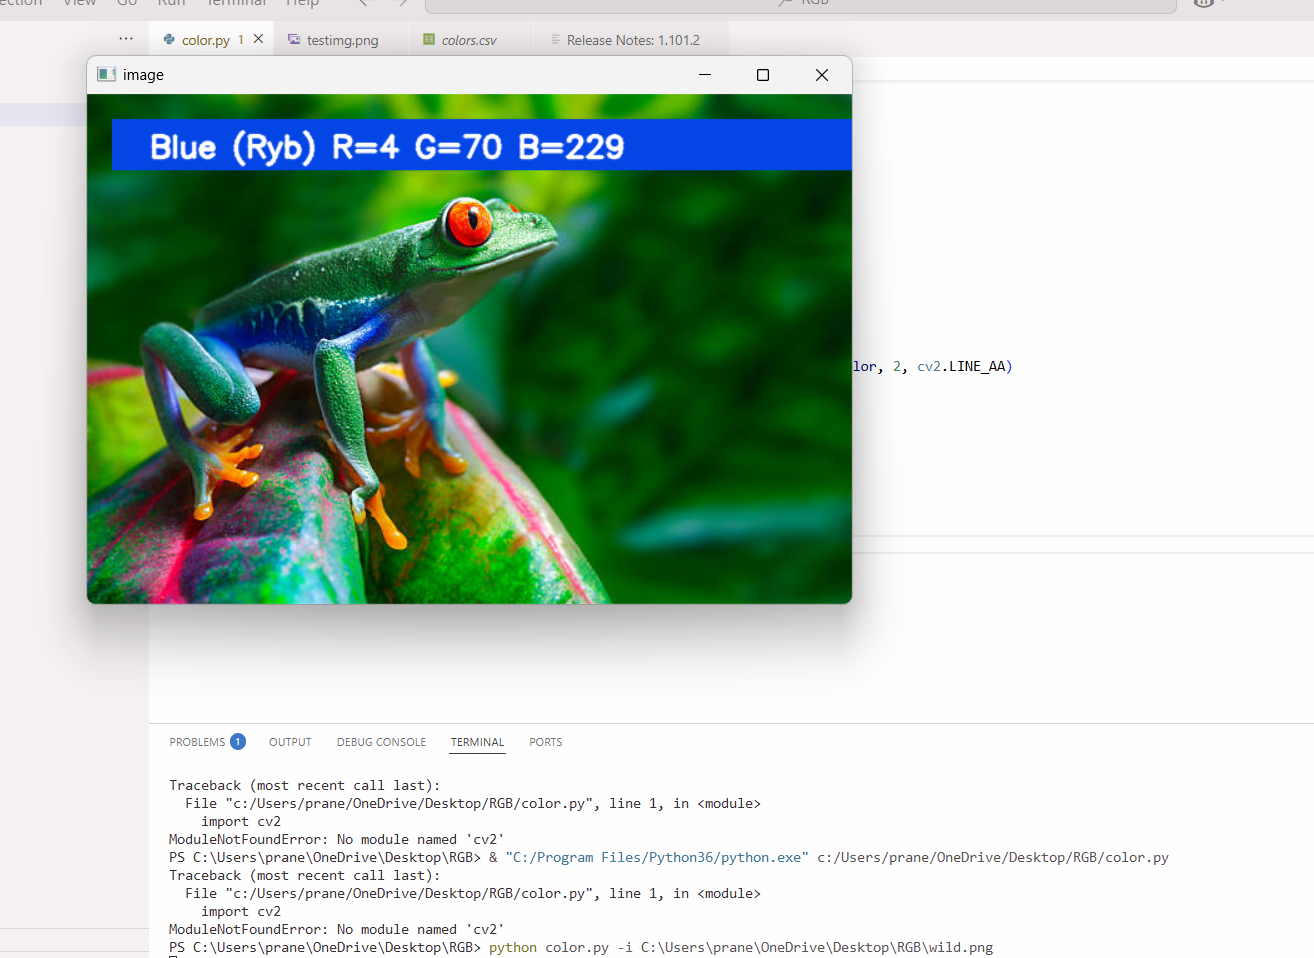 View Go Run Terminal Help RGB
color.py 1 testimg.png colors.csv Release Notes: 1.101.2
image
Blue (Ryb) R=4 G=70 B=229
lor, 2, cv2.LINE_AA)
PROBLEMS 1 OUTPUT DEBUG CONSOLE TERMINAL PORTS
Traceback (most recent call last):
File "c:/Users/prane/OneDrive/Desktop/RGB/color.py", line 1, in <module>
import cv2
ModuleNotFoundError: No module named 'cv2'
PS C:\Users\prane\OneDrive\Desktop\RGB> & "C:/Program Files/Python36/python.exe" c:/Users/prane/OneDrive/Desktop/RGB/color.py
Traceback (most recent call last):
File "c:/Users/prane/OneDrive/Desktop/RGB/color.py", line 1, in <module>
import cv2
ModuleNotFoundError: No module named 'cv2'
PS C:\Users\prane\OneDrive\Desktop\RGB> python color.py -i C:\Users\prane\OneDrive\Desktop\RGB\wild.png